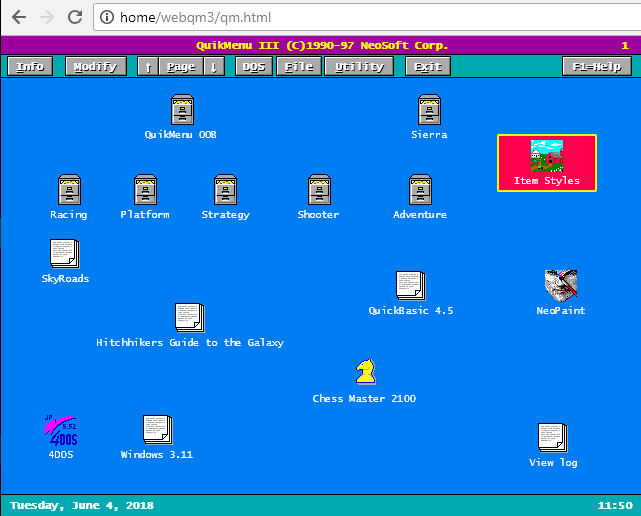 home/webqm3/qm.html
QuikMenu III (C)1990-97 NeoSoft Corp. 1
Info Modify ↑ Page ↓ DOS File Utility Exit F1=Help
QuikMenu OOB Sierra
Item Styles
Racing Platform Strategy Shooter Adventure
SkyRoads
QuickBasic 4.5 NeoPaint
Hitchhikers Guide to the Galaxy
Chess Master 2100
JP 5.52
4DOS
4DOS Windows 3.11
View log
Tuesday, June 4, 2018 11:50